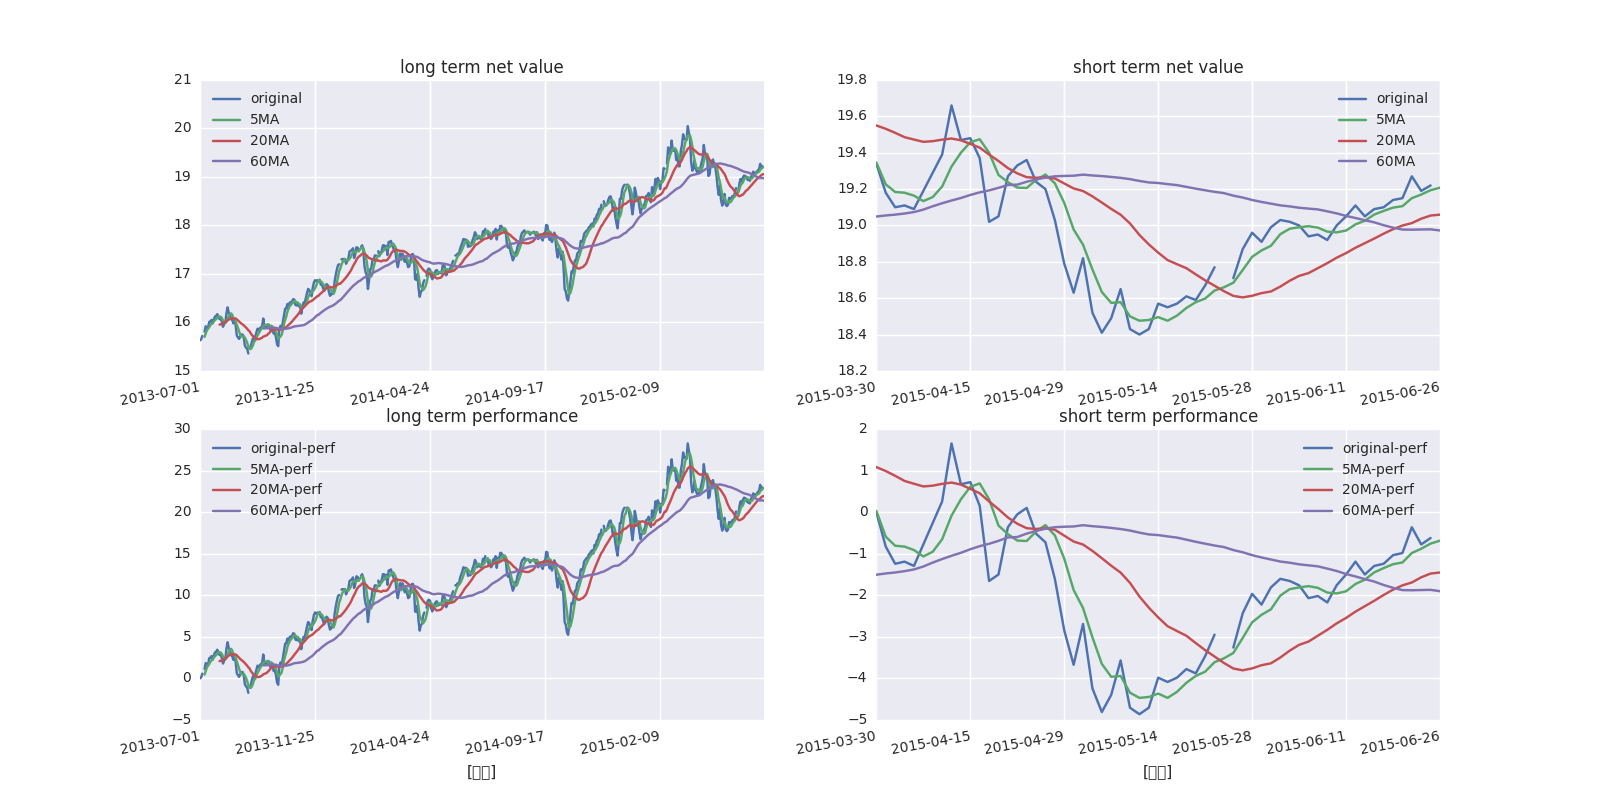 long term net value
21
20
19
18
17
16
15
original
5MA
20MA
60MA
2013-07-01
2013-11-25
2014-04-24
2014-09-17
2015-02-09
short term net value
19.8
19.6
19.4
19.2
19.0
18.8
18.6
18.4
18.2
original
5MA
20MA
60MA
2015-03-30
2015-04-15
2015-04-29
2015-05-14
2015-05-28
2015-06-11
2015-06-26
long term performance
30
25
20
15
10
5
0
−5
original-perf
5MA-perf
20MA-perf
60MA-perf
2013-07-01
2013-11-25
2014-04-24
2014-09-17
2015-02-09
[▯▯]
short term performance
2
1
0
−1
−2
−3
−4
−5
original-perf
5MA-perf
20MA-perf
60MA-perf
2015-03-30
2015-04-15
2015-04-29
2015-05-14
2015-05-28
2015-06-11
2015-06-26
[▯▯]